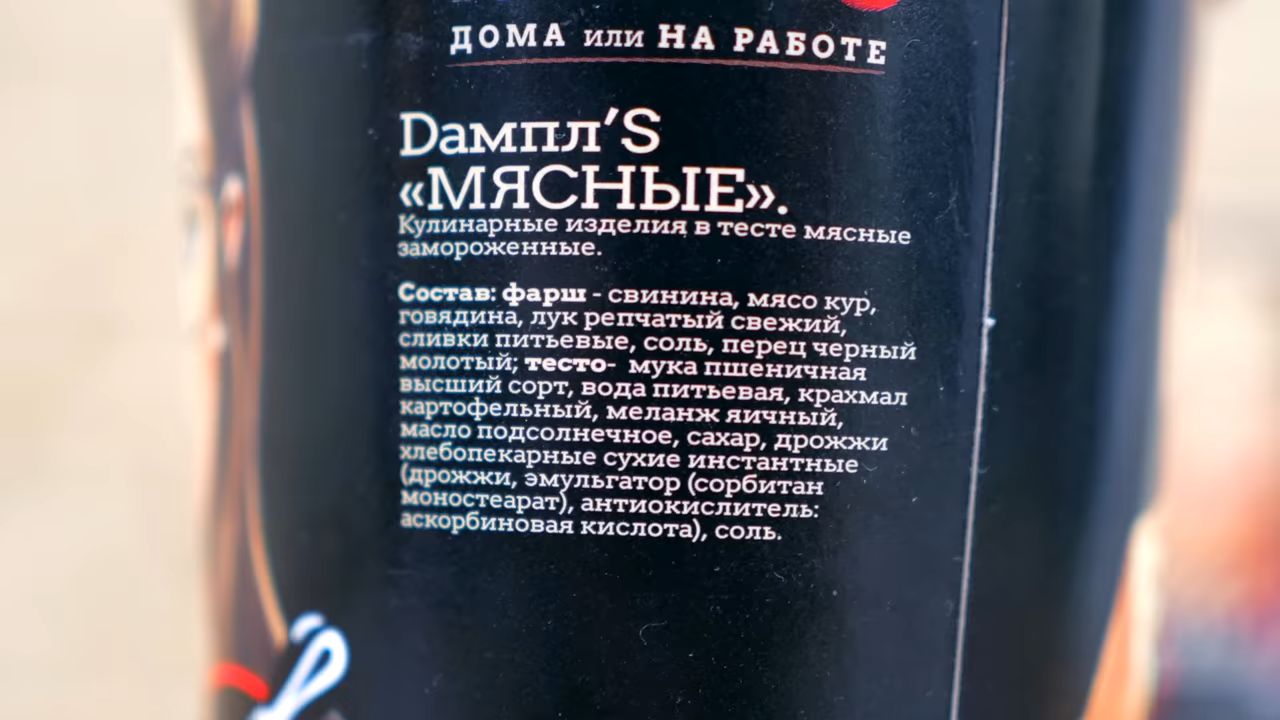 ДОМА или НА РАБОТЕ
Dампл'S
«МЯСНЫЕ».
Кулинарные изделия в тесте мясные
замороженные.
Состав: фарш - свинина, мясо кур,
говядина, лук репчатый свежий,
сливки питьевые, соль, перец черный
молотый; тесто- мука пшеничная
высший сорт, вода питьевая, крахмал
картофельный, меланж яичный,
масло подсолнечное, сахар, дрожжи
хлебопекарные сухие инстантные
(дрожжи, эмульгатор (сорбитан
моностеарат), антиокислитель:
аскорбиновая кислота), соль.